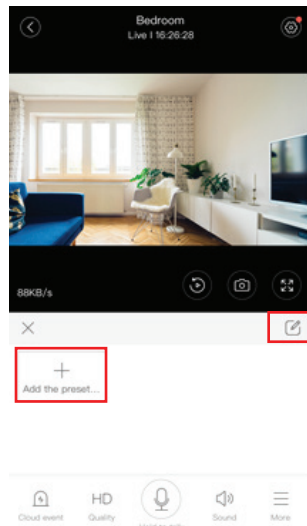 Bedroom
Live | 16:26:28
88KB/s
Add the preset...
Cloud event
HD
Quality
Sound
More